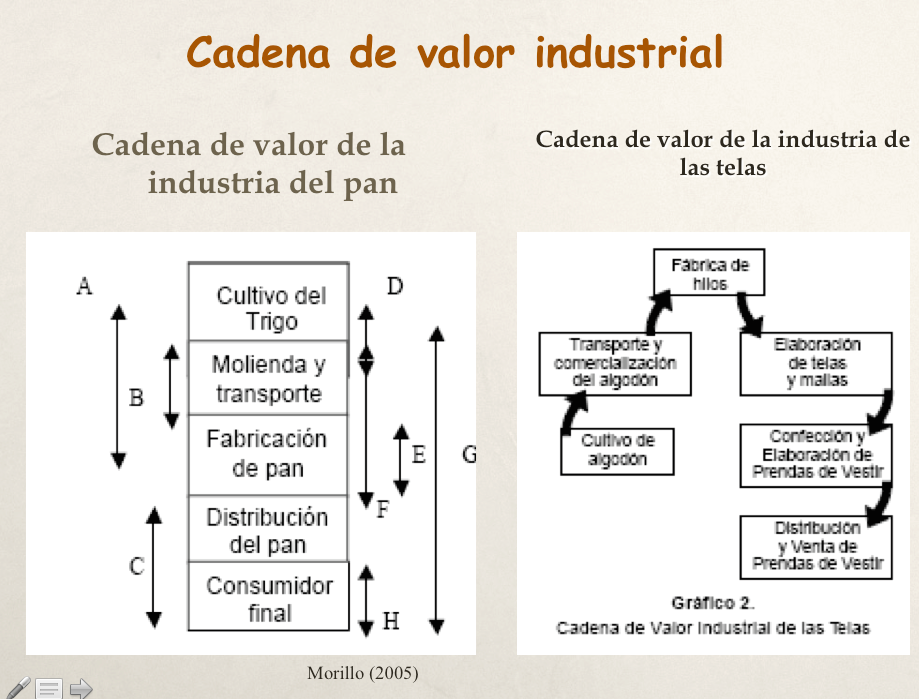 Cadena de valor industrial
Cadena de valor de la
industria del pan
A
B
C
Cultivo del
Trigo
Molienda y
transporte
Fabricación
de pan
Distribución
del pan
Consumidor
final
D
E
G
F
H
Morillo (2005)
Cadena de valor de la industria de
las telas
Fábrica de
hilos
Transporte y
comercialización
del algodón
Elaboración
de telas
y mallas
Cultivo de
algodón
Confección y
Elaboración de
Prendas de Vestir
Distribución
y Venta de
Prendas de Vestir
Gráfico 2.
Cadena de Valor Industrial de las Telas